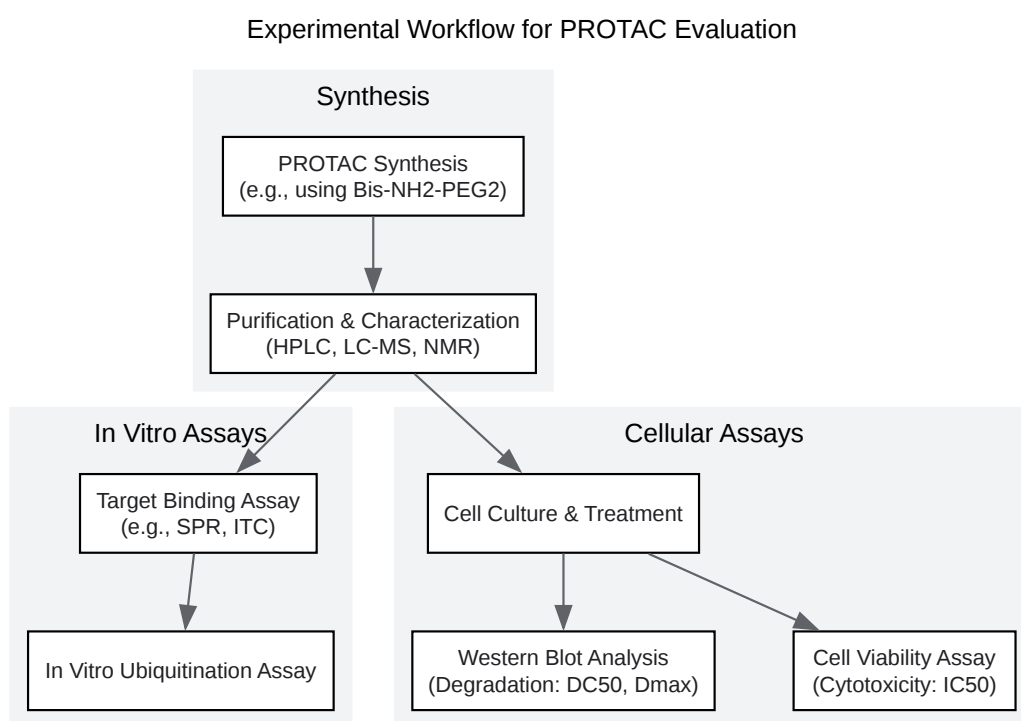 Experimental Workflow for PROTAC Evaluation
Synthesis
PROTAC Synthesis
(e.g., using Bis-NH2-PEG2)
Purification & Characterization
(HPLC, LC-MS, NMR)
In Vitro Assays
Target Binding Assay
(e.g., SPR, ITC)
In Vitro Ubiquitination Assay
Cellular Assays
Cell Culture & Treatment
Western Blot Analysis
(Degradation: DC50, Dmax)
Cell Viability Assay
(Cytotoxicity: IC50)